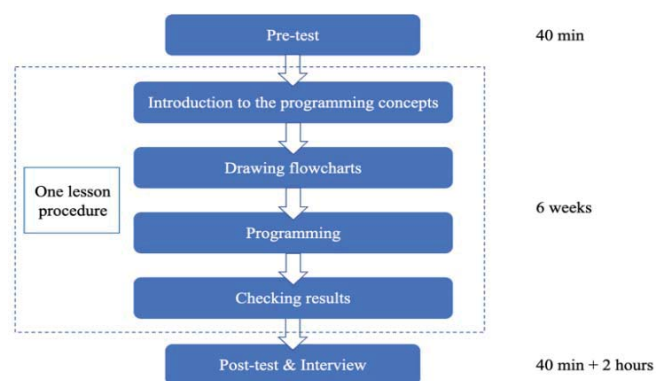 Pre-test
40 min
Introduction to the programming concepts
Drawing flowcharts
One lesson
procedure
6 weeks
Programming
Checking results
Post-test & Interview
40 min + 2 hours